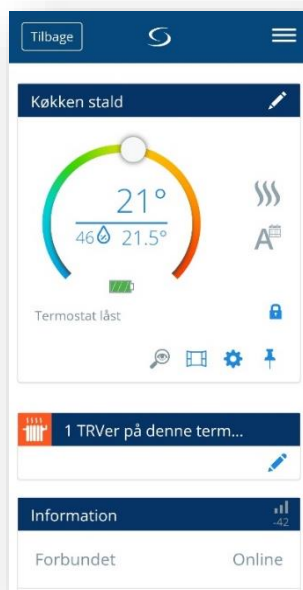 Tilbage
Køkken stald
21°
46 21.5°
A
Termostat låst
1 TRVer på denne term...
Information
-42
Forbundet Online